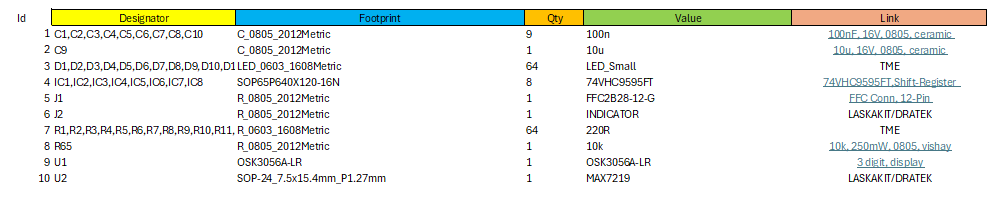 Id Designator Footprint Qty Value Link
1 C1,C2,C3,C4,C5,C6,C7,C8,C10 C_0805_2012Metric 9 100n 100nF, 16V, 0805, ceramic
2 C9 C_0805_2012Metric 1 10u 10u, 16V, 0805, ceramic
3 D1,D2,D3,D4,D5,D6,D7,D8,D9,D10,D1 LED_0603_1608Metric 64 LED_Small TME
4 IC1,IC2,IC3,IC4,IC5,IC6,IC7,IC8 SOP65P640X120-16N 8 74VHC9595FT 74VHC9595FT,Shift-Register
5 J1 R_0805_2012Metric 1 FFC2B28-12-G FFC Conn, 12-Pin
6 J2 R_0805_2012Metric 1 INDICATOR LASKAKIT/DRATEK
7 R1,R2,R3,R4,R5,R6,R7,R8,R9,R10,R11, R_0603_1608Metric 64 220R TME
8 R65 R_0805_2012Metric 1 10k 10k, 250mW, 0805, vishay
9 U1 OSK3056A-LR 1 OSK3056A-LR 3 digit, display
10 U2 SOP-24_7.5x15.4mm_P1.27mm 1 MAX7219 LASKAKIT/DRATEK